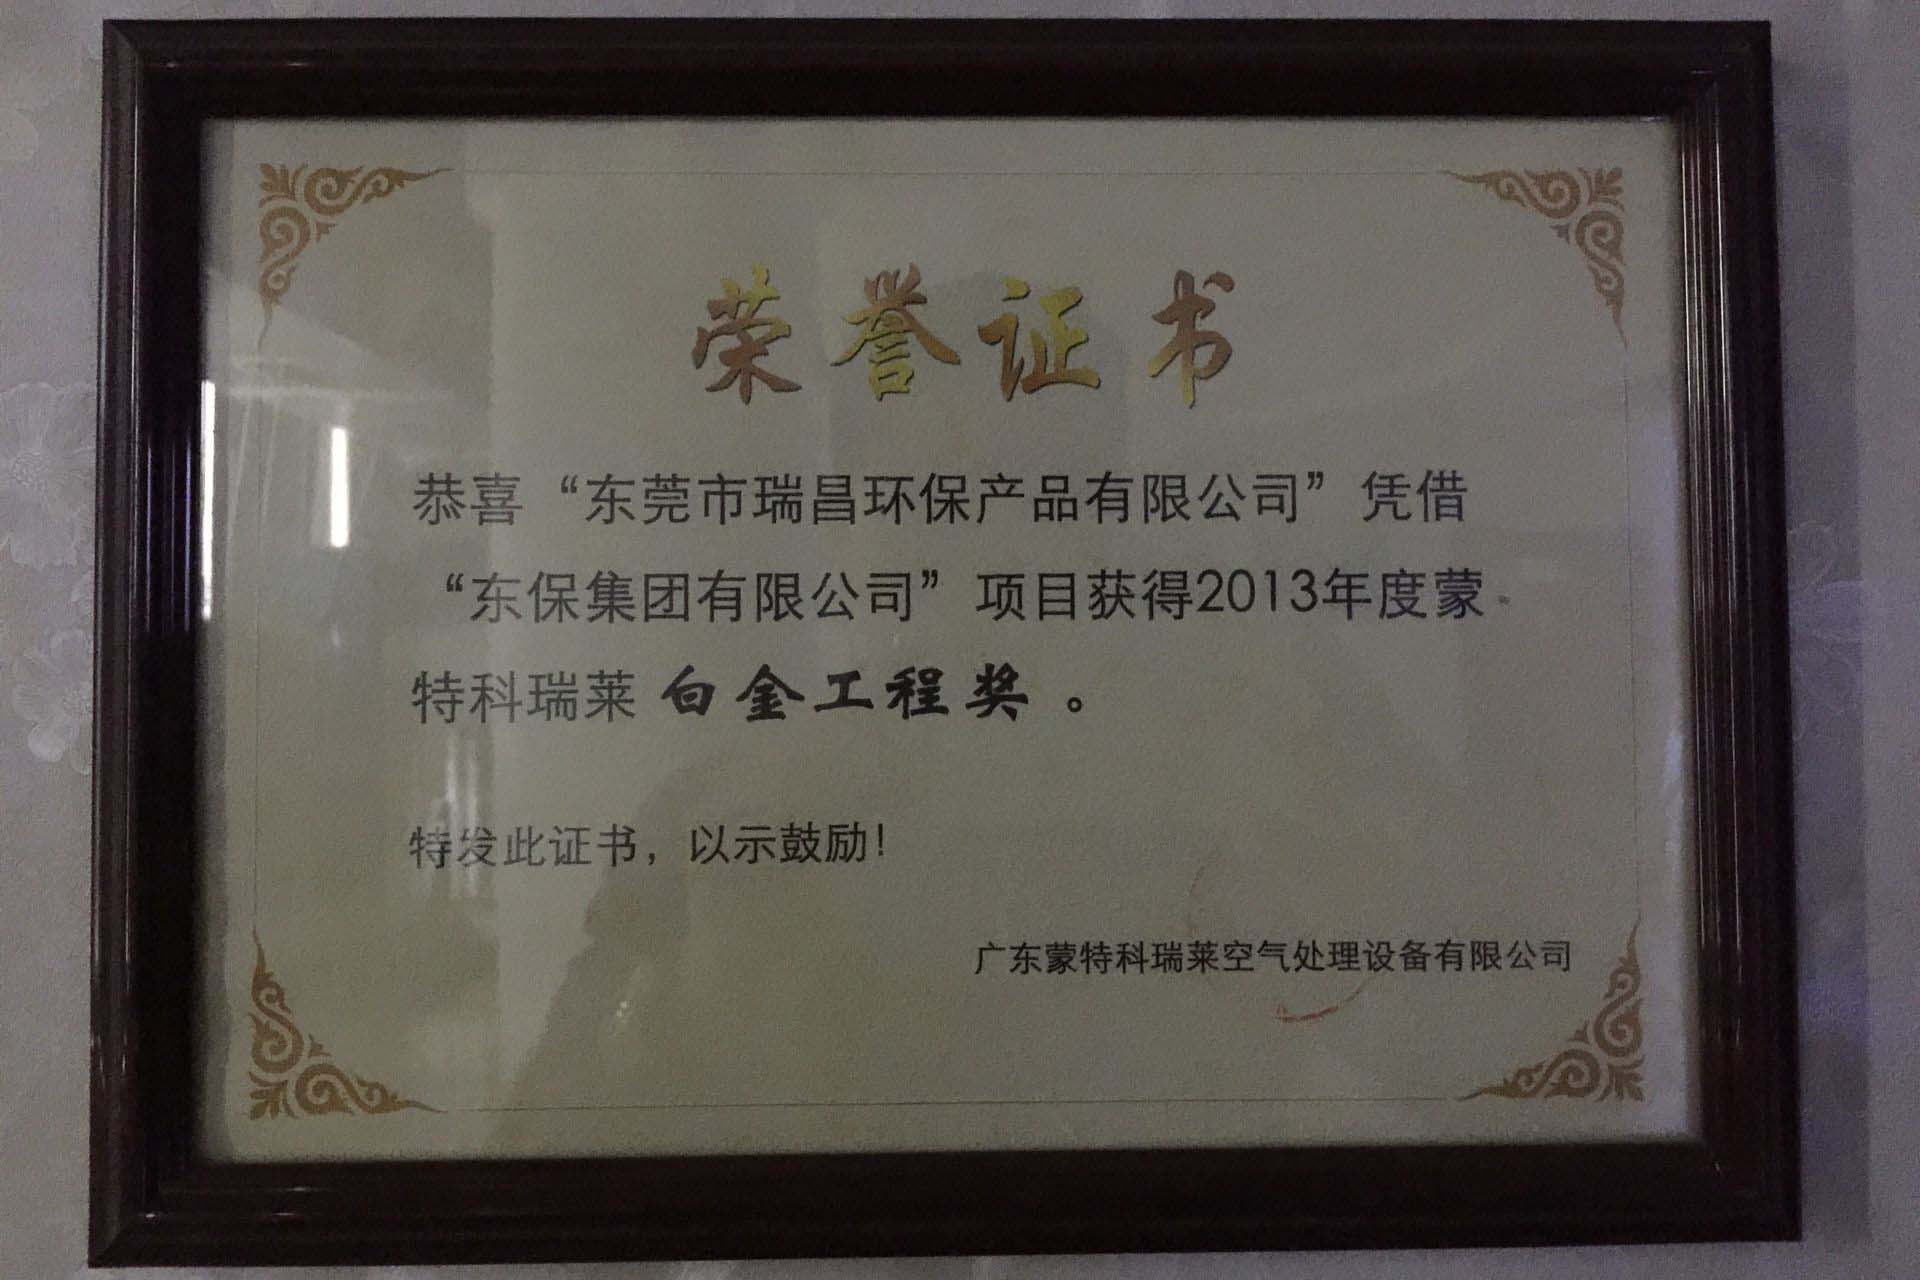 荣誉证书
恭喜“东莞市瑞昌环保产品有限公司”凭借
“东保集团有限公司”项目获得2013年度蒙
特科瑞莱 白金工程奖 。
特发此证书，以示鼓励！
广东蒙特科瑞莱空气处理设备有限公司